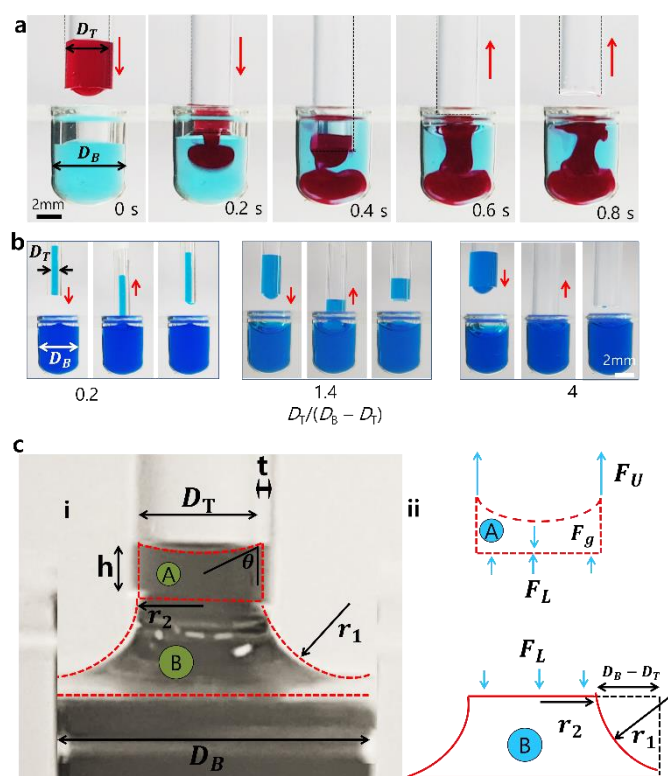 a
D_T
D_B
2mm
0 s
0.2 s
0.4 s
0.6 s
0.8 s
b
D_T
D_B
2mm
0.2
1.4
4
D_T/(D_B − D_T)
c
i
t
D_T
h
A
θ
r_2
r_1
B
D_B
ii
F_U
A
F_g
F_L
F_L
D_B − D_T
r_2
r_1
B